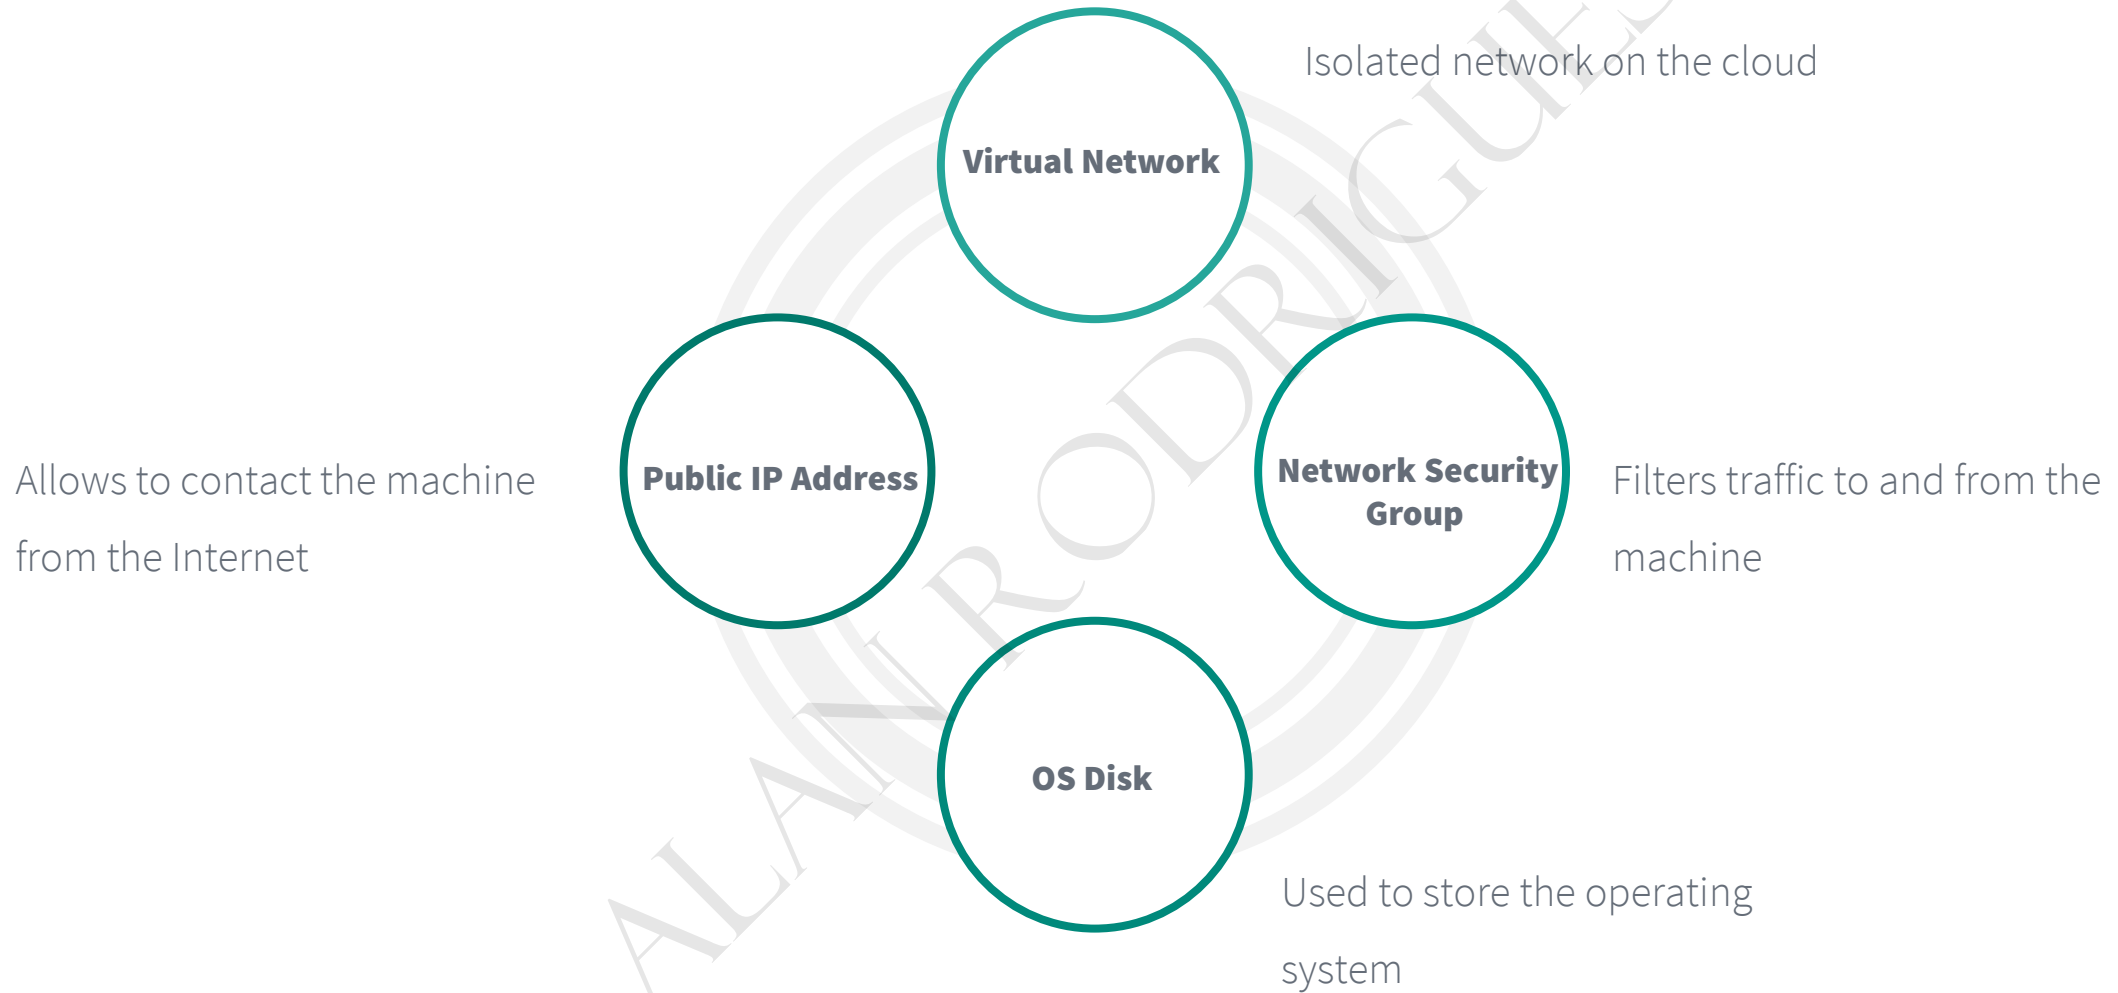 Isolated network on the cloud
Virtual Network
Allows to contact the machine
from the Internet
Public IP Address
Network Security
Group
Filters traffic to and from the
machine
OS Disk
Used to store the operating
system
ALAN RODRIGUES